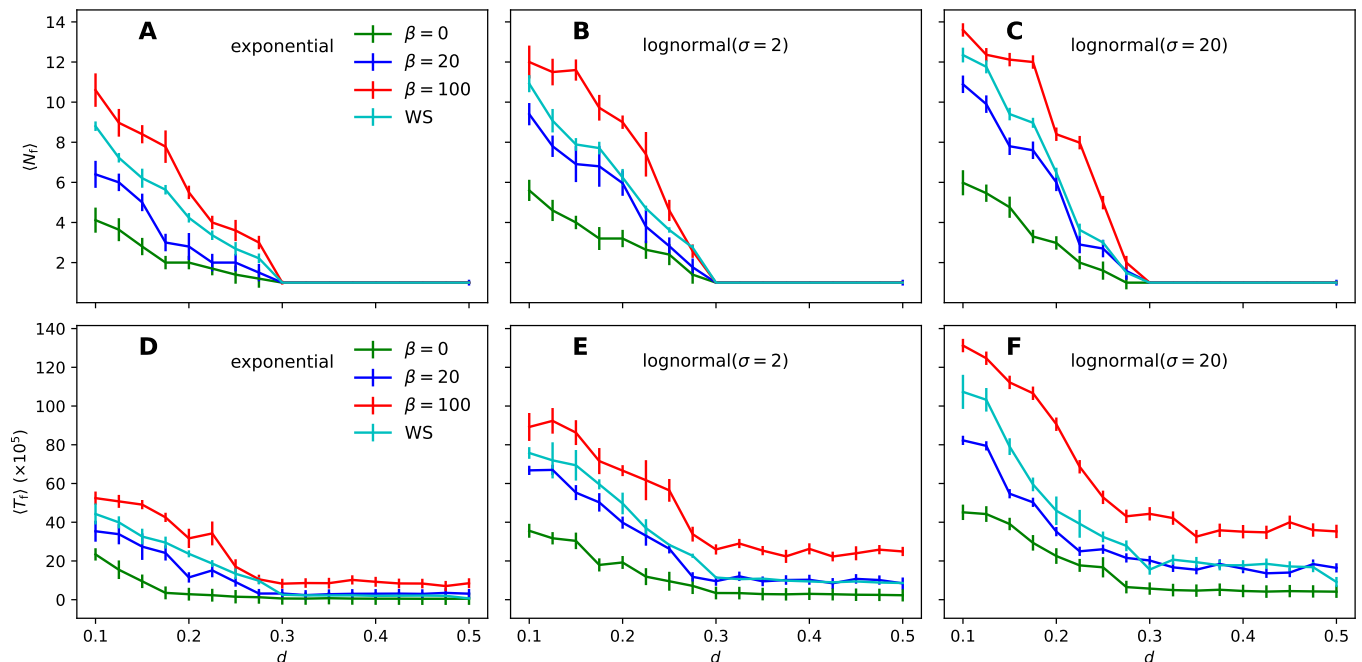 A
exponential
β = 0
β = 20
β = 100
WS
B
lognormal(σ = 2)
C
lognormal(σ = 20)
14
12
10
8
6
4
2
⟨N_f⟩
D
exponential
β = 0
β = 20
β = 100
WS
E
lognormal(σ = 2)
F
lognormal(σ = 20)
140
120
100
80
60
40
20
0
⟨T_f⟩ (×10⁵)
0.1 0.2 0.3 0.4 0.5
d
0.1 0.2 0.3 0.4 0.5
d
0.1 0.2 0.3 0.4 0.5
d